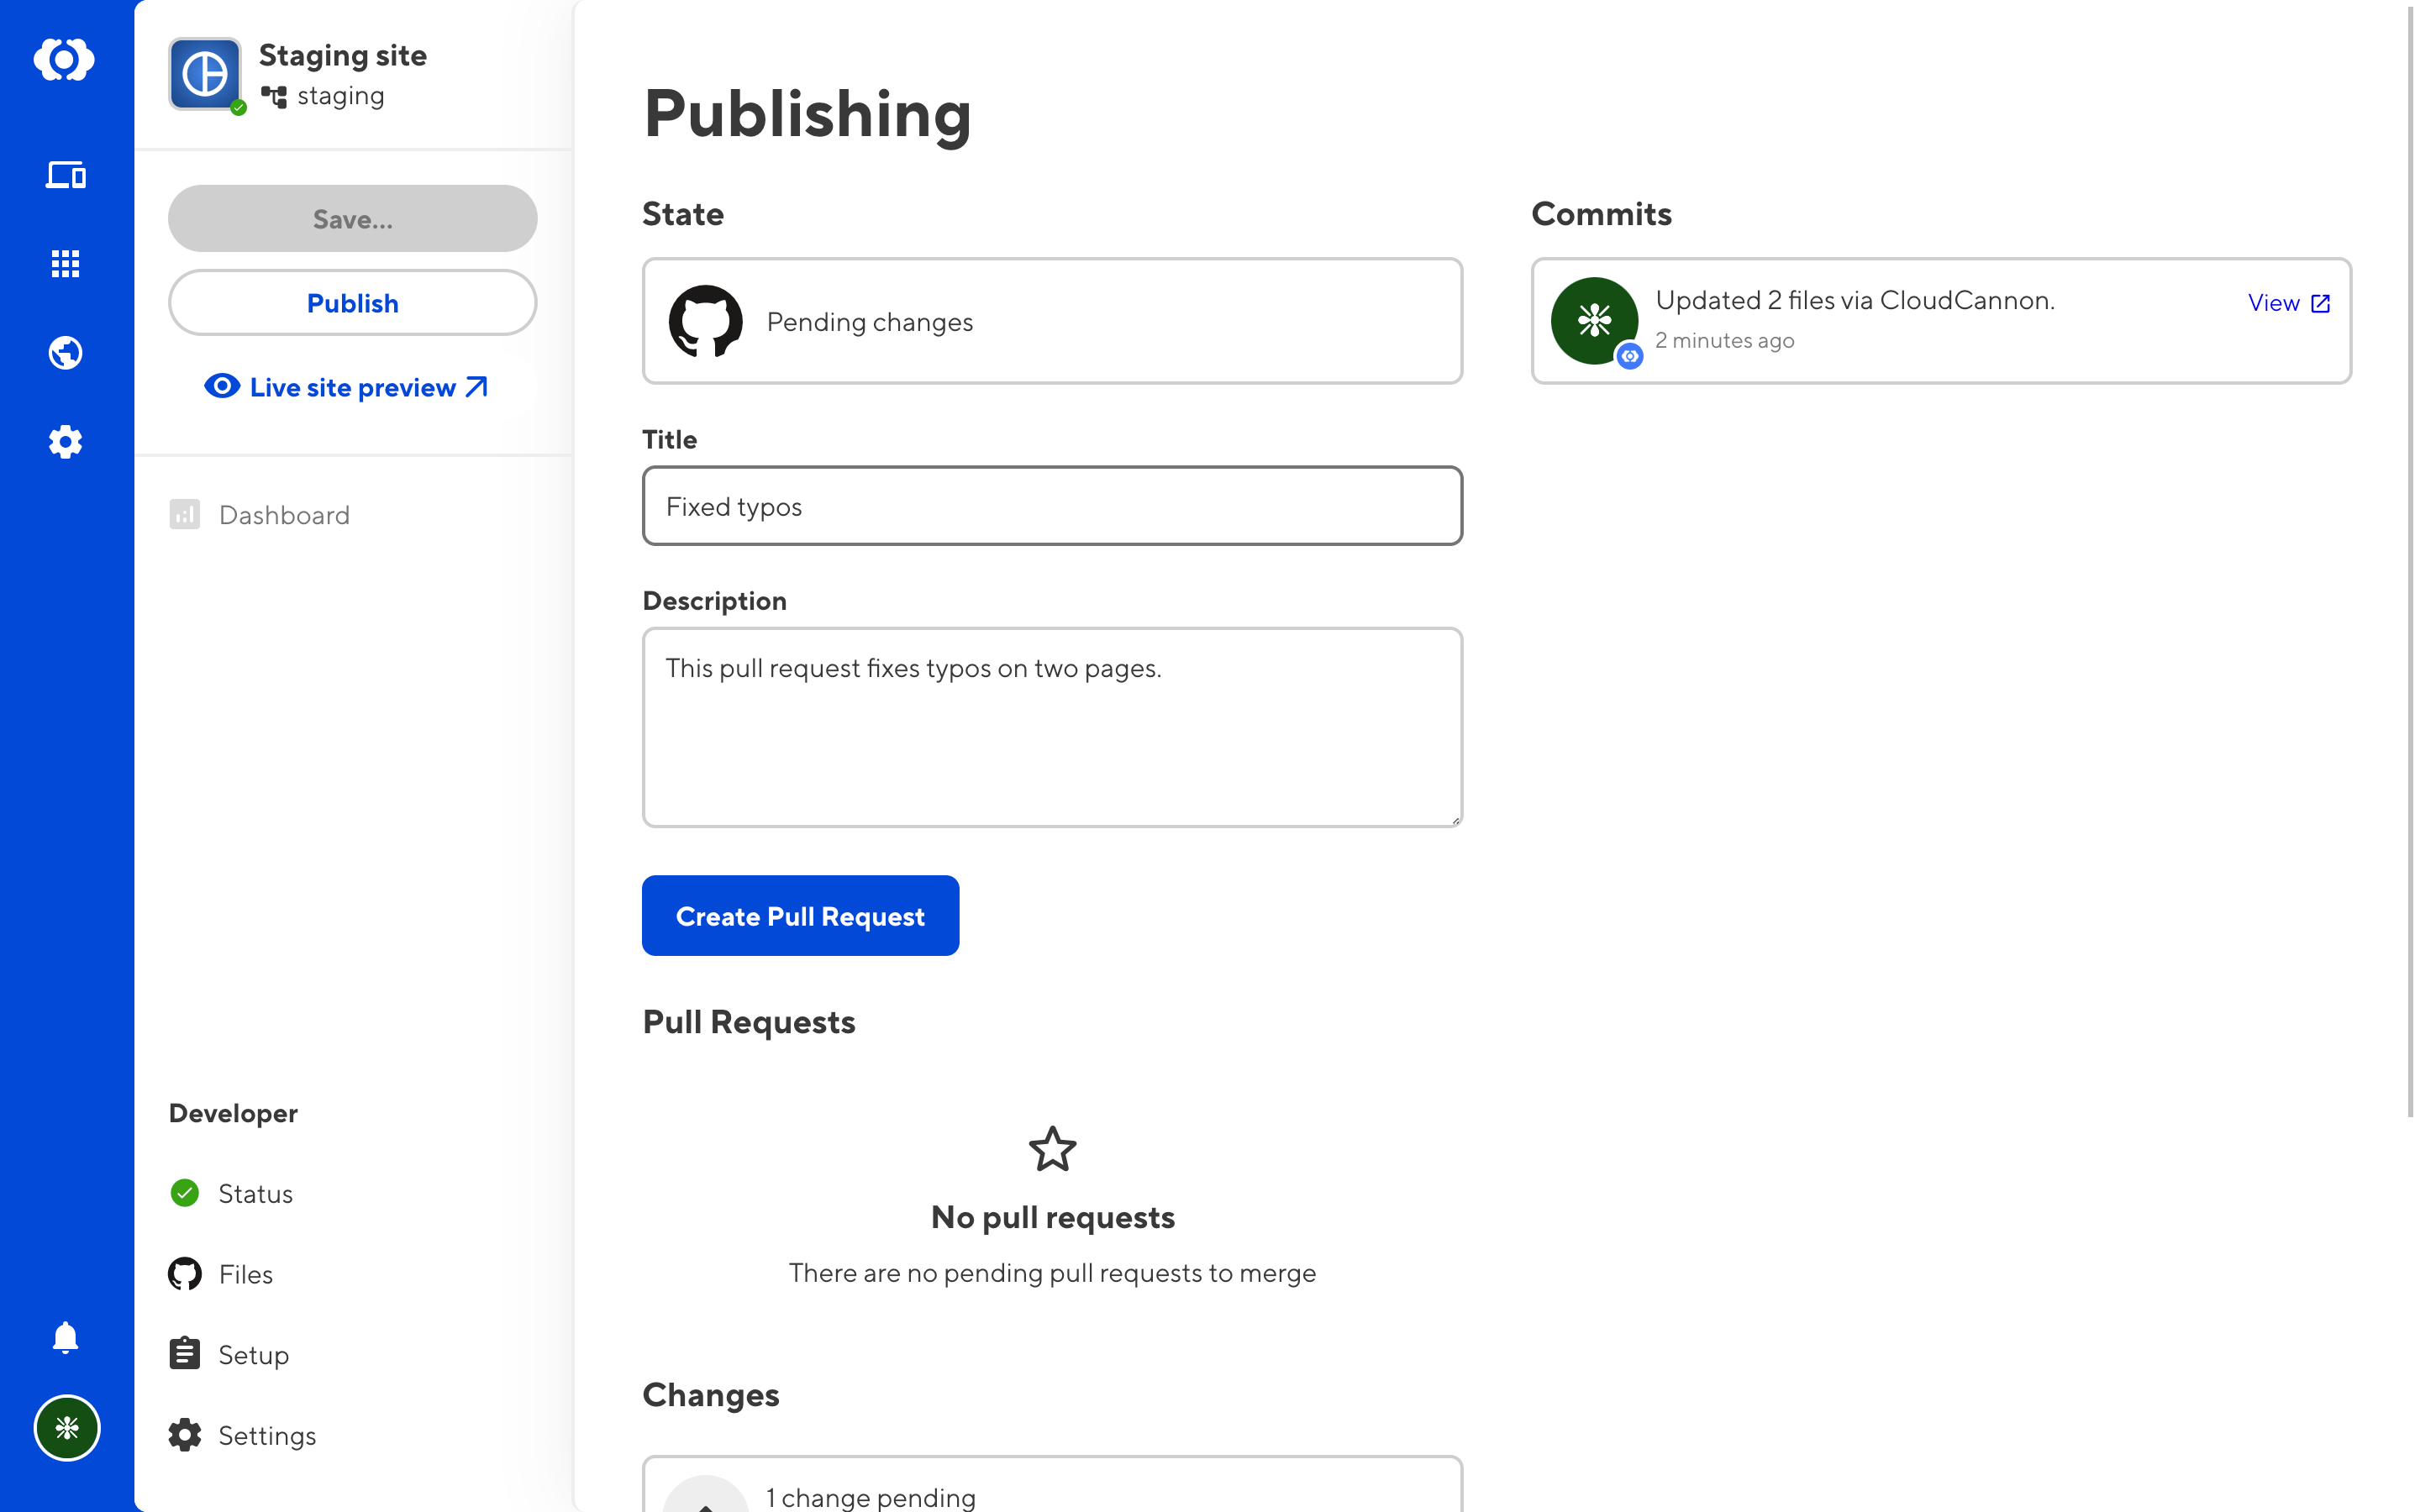 Staging site
staging
Save...
Publish
Live site preview
Dashboard
Developer
Status
Files
Setup
Settings
Publishing
State
Pending changes
Title
Fixed typos
Description
This pull request fixes typos on two pages.
Create Pull Request
Pull Requests
No pull requests
There are no pending pull requests to merge
Changes
1 change pending
Commits
Updated 2 files via CloudCannon.
View
2 minutes ago